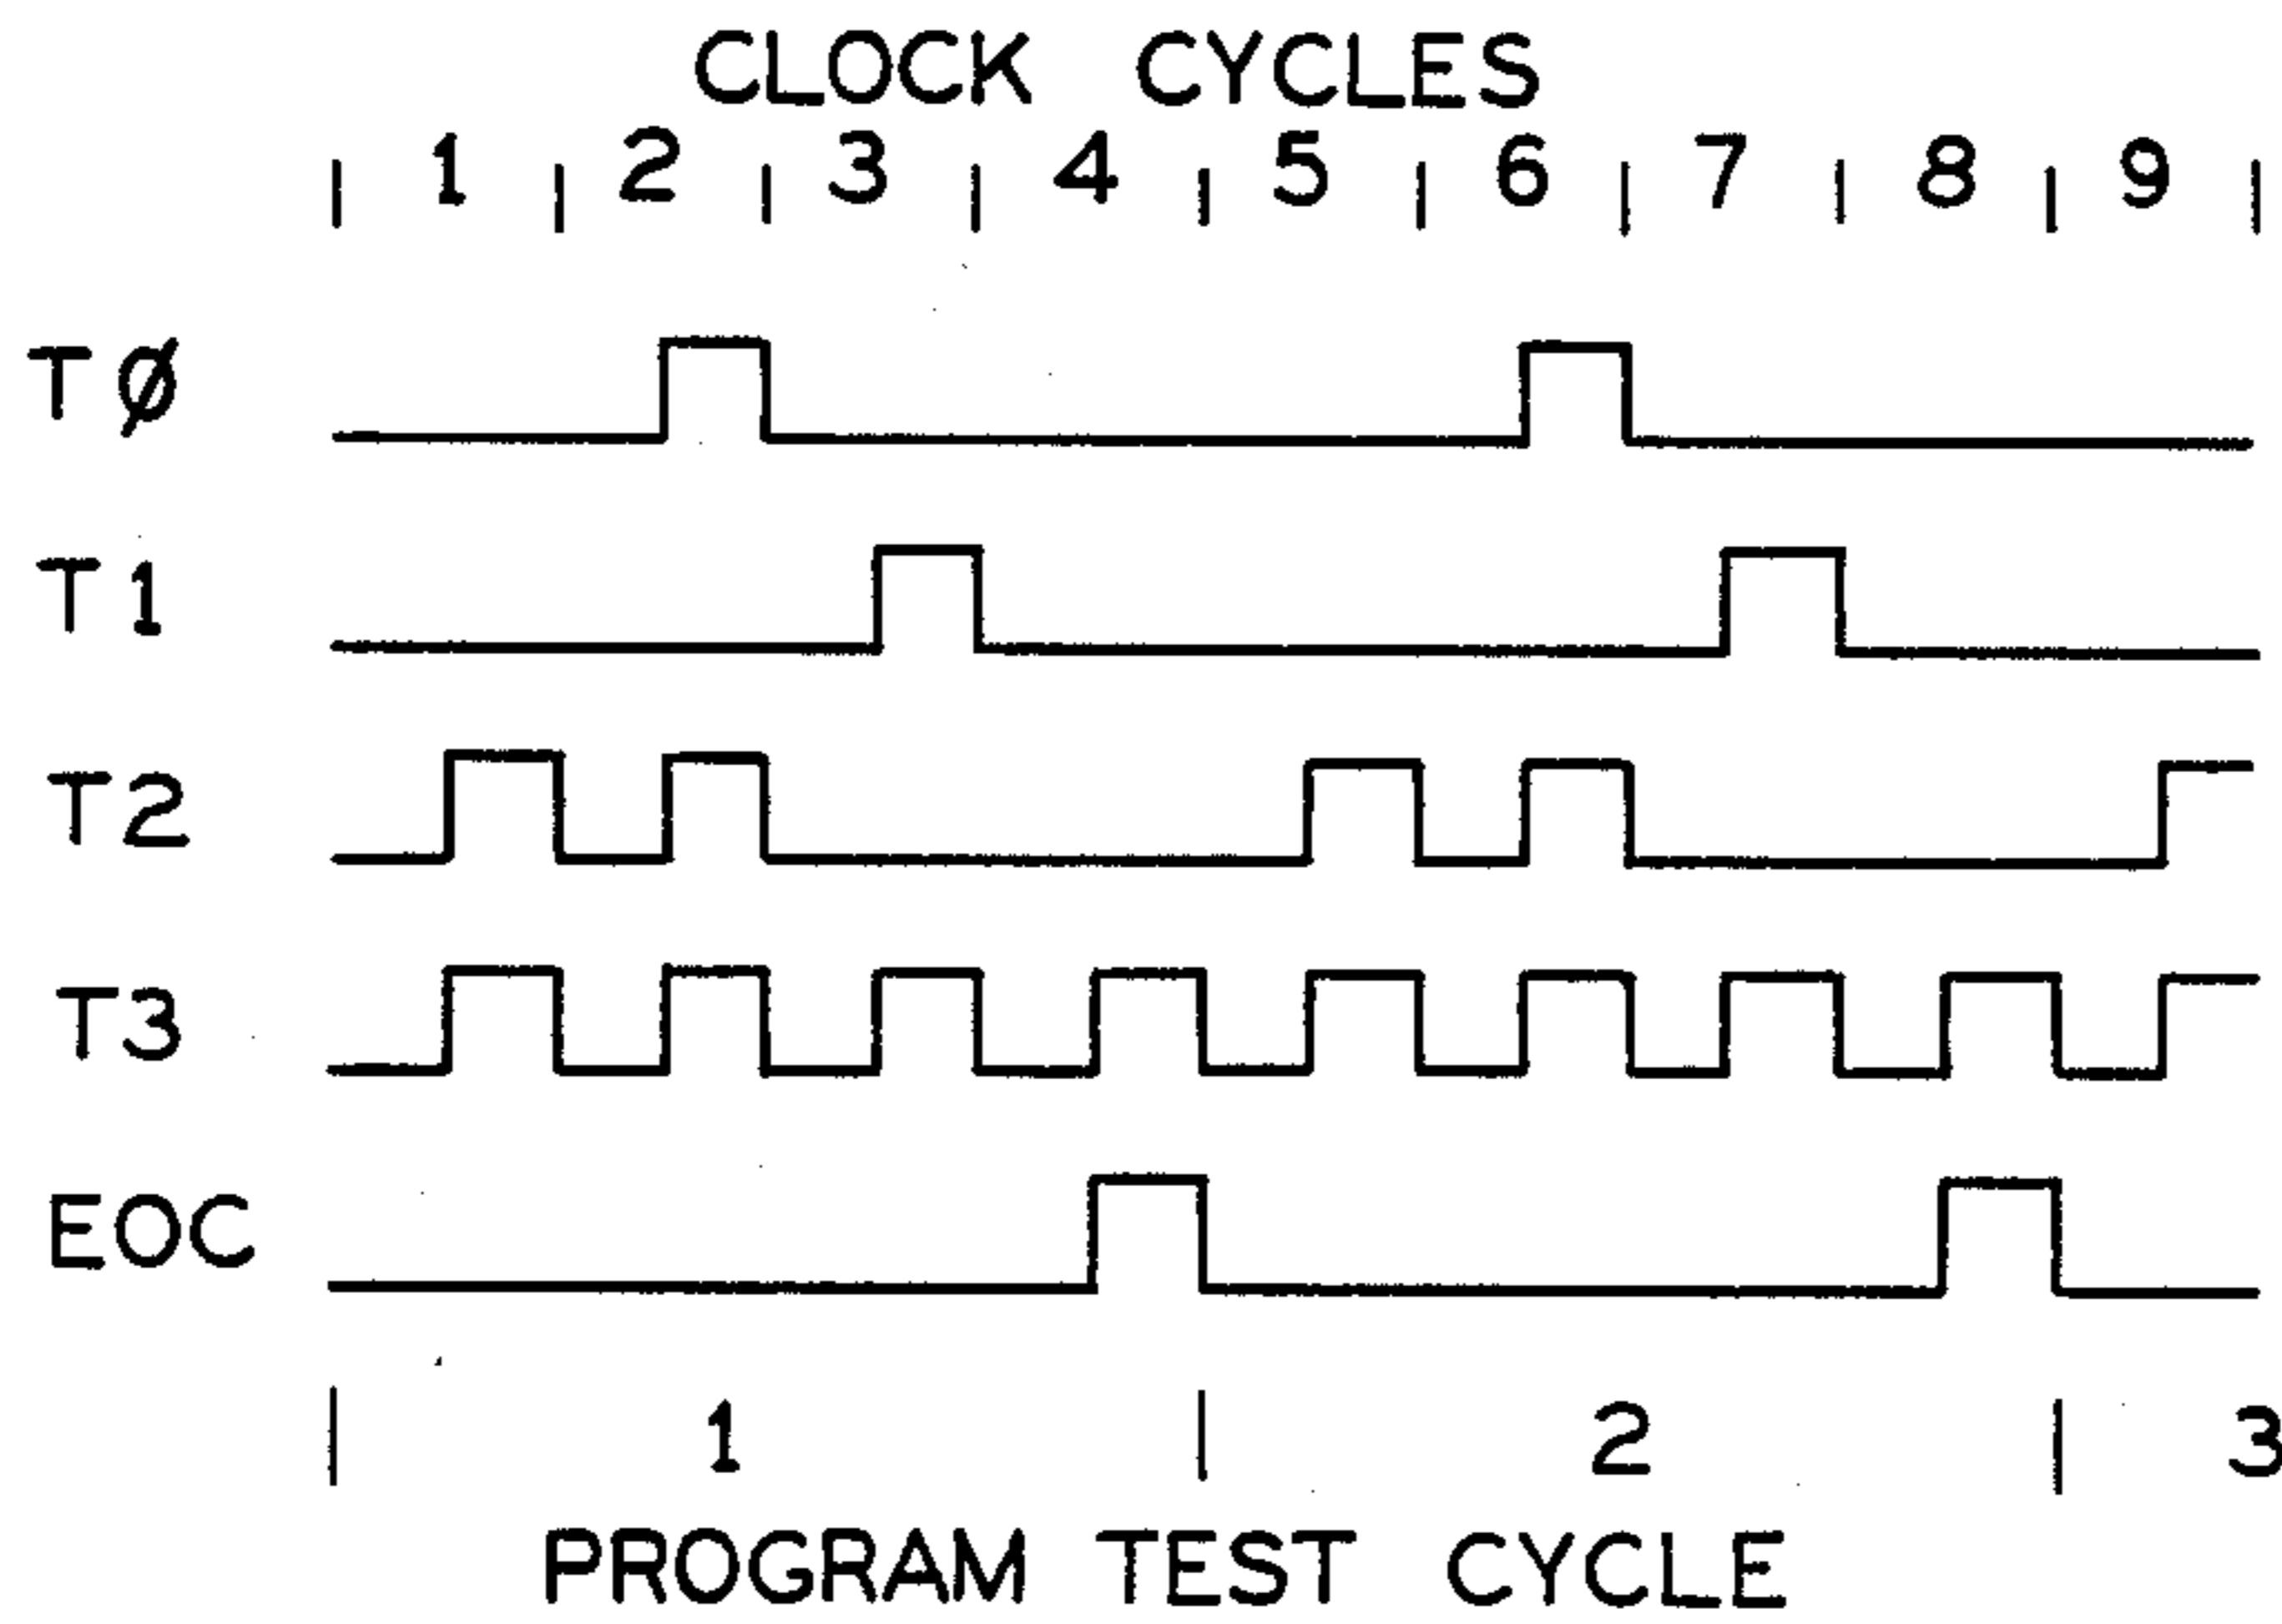 CLOCK CYCLES
1 2 3 4 5 6 7 8 9
TØ
T1
T2
T3
EOC
1 2 3
PROGRAM TEST CYCLE